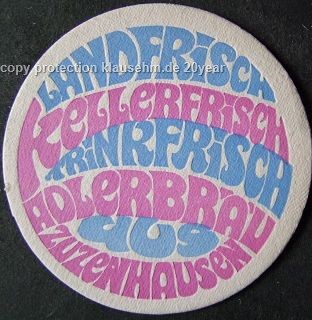 LANDFRISCH
copy protection klausehm.de 20year
KELLERFRISCH
TRINKFRISCH
ADLERBRÄU
aus
ZUZENHAUSEN